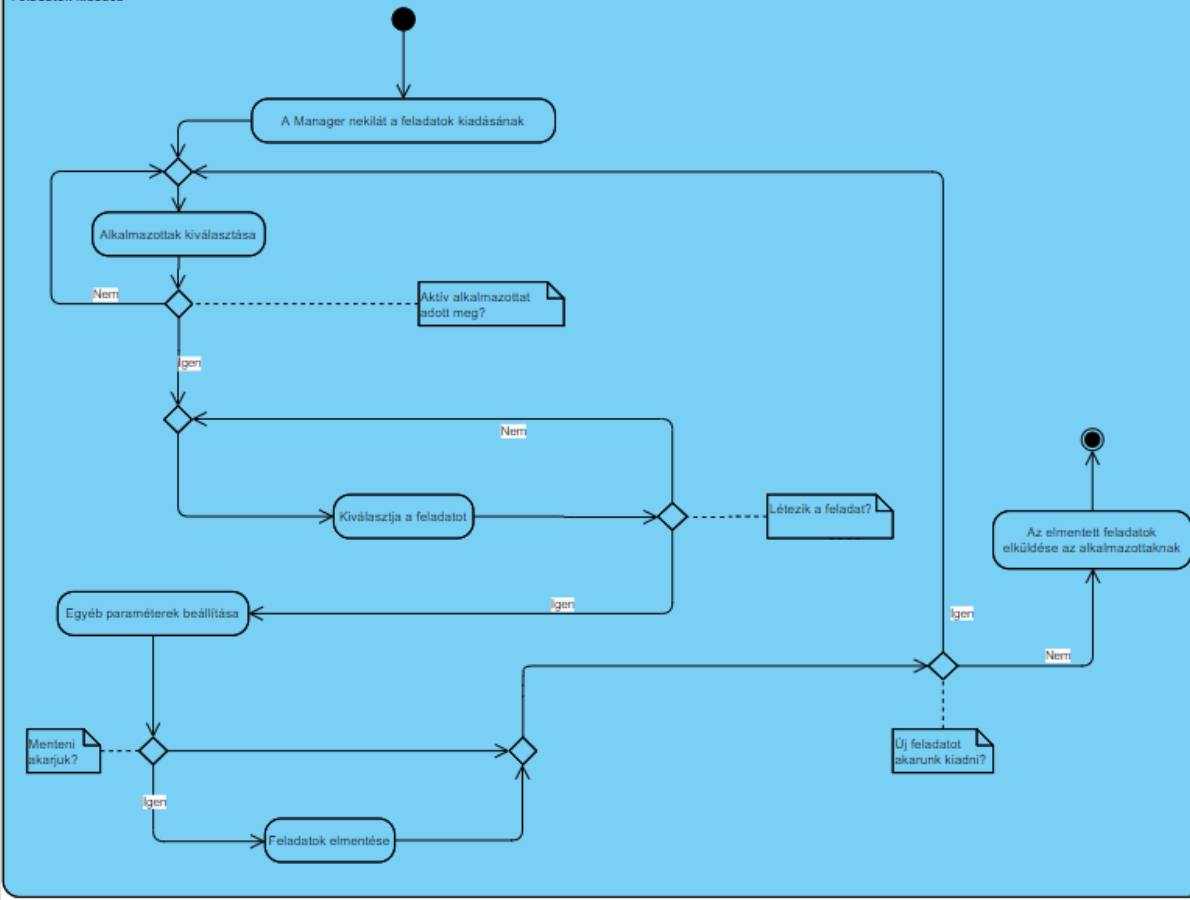 A Manager nekilát a feladatok kiadásának
Alkalmazottak kiválasztása
Nem
Aktív alkalmazottat
adott meg?
Igen
Nem
Kiválasztja a feladatot
Létezik a feladat?
Az elmentett feladatok
elküldése az alkalmazottaknak
Igen
Egyéb paraméterek beállítása
Igen
Nem
Menteni
akarjuk?
Új feladatot
akarunk kiadni?
Igen
Feladatok elmentése